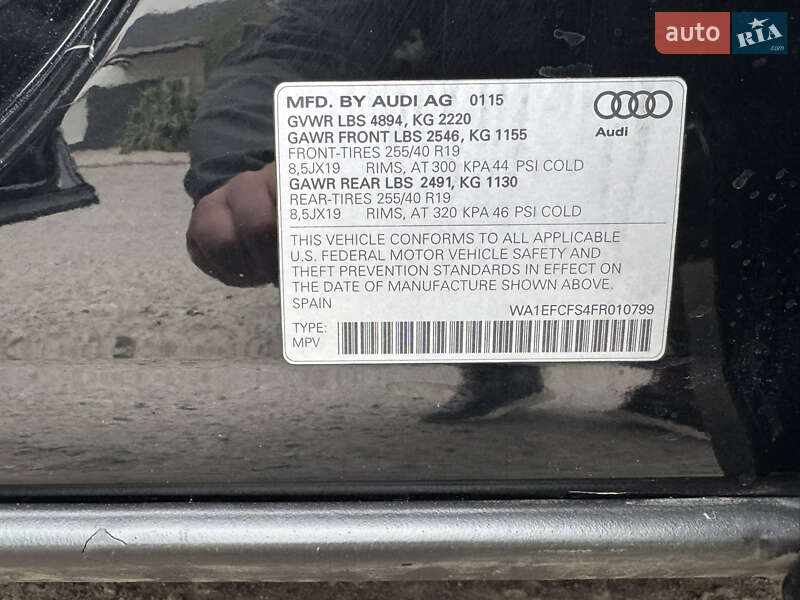 auto RIA .com
MFD. BY AUDI AG 0115
GVWR LBS 4894, KG 2220
GAWR FRONT LBS 2546, KG 1155
FRONT-TIRES 255/40 R19
8,5JX19 RIMS, AT 300 KPA 44 PSI COLD
GAWR REAR LBS 2491, KG 1130
REAR-TIRES 255/40 R19
8,5JX19 RIMS, AT 320 KPA 46 PSI COLD
Audi
THIS VEHICLE CONFORMS TO ALL APPLICABLE
U.S. FEDERAL MOTOR VEHICLE SAFETY AND
THEFT PREVENTION STANDARDS IN EFFECT ON
THE DATE OF MANUFACTURE SHOWN ABOVE.
SPAIN WA1EFCFS4FR010799
TYPE:
MPV